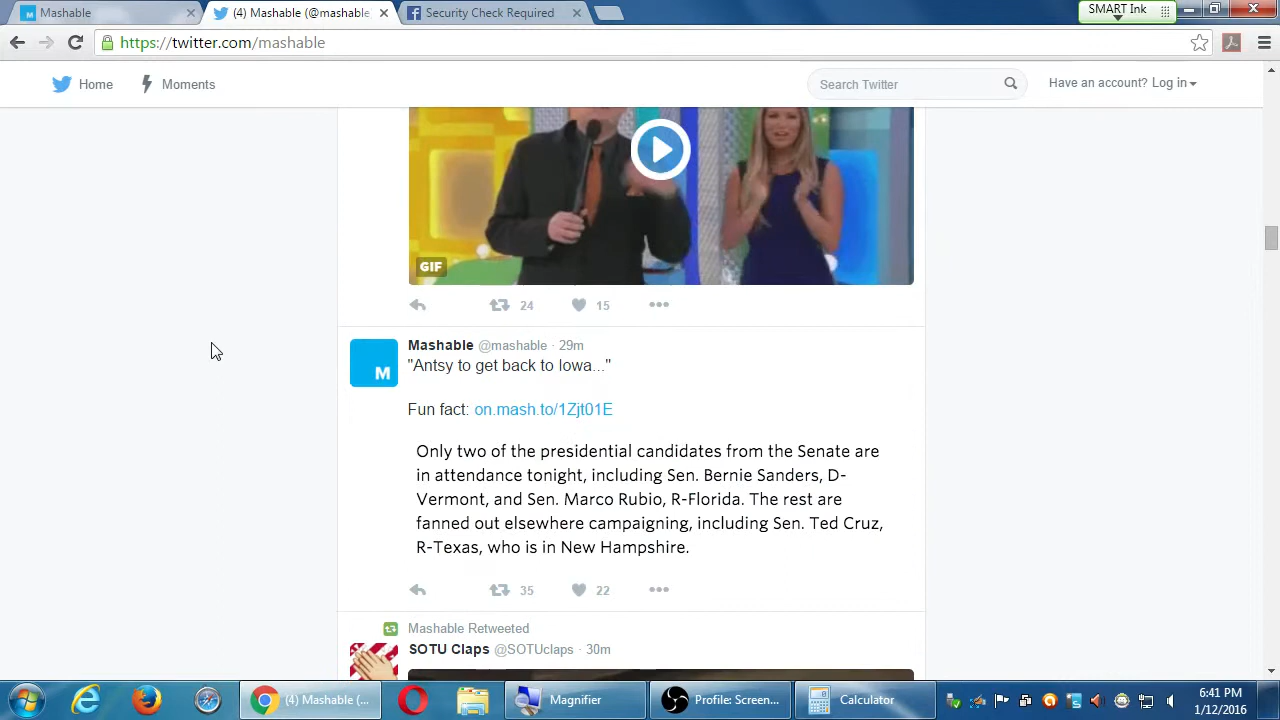 Mashable
(4) Mashable (@mashable
Security Check Required
SMART Ink
https://twitter.com/mashable
Home
Moments
Search Twitter
Have an account? Log in
GIF
24
15
Mashable @mashable · 29m
"Antsy to get back to Iowa..."
Fun fact: on.mash.to/1Zjt01E
Only two of the presidential candidates from the Senate are
in attendance tonight, including Sen. Bernie Sanders, D-
Vermont, and Sen. Marco Rubio, R-Florida. The rest are
fanned out elsewhere campaigning, including Sen. Ted Cruz,
R-Texas, who is in New Hampshire.
35
22
Mashable Retweeted
SOTU Claps @SOTUclaps · 30m
(4) Mashable (...
Magnifier
Profile: Screen...
Calculator
6:41 PM
1/12/2016